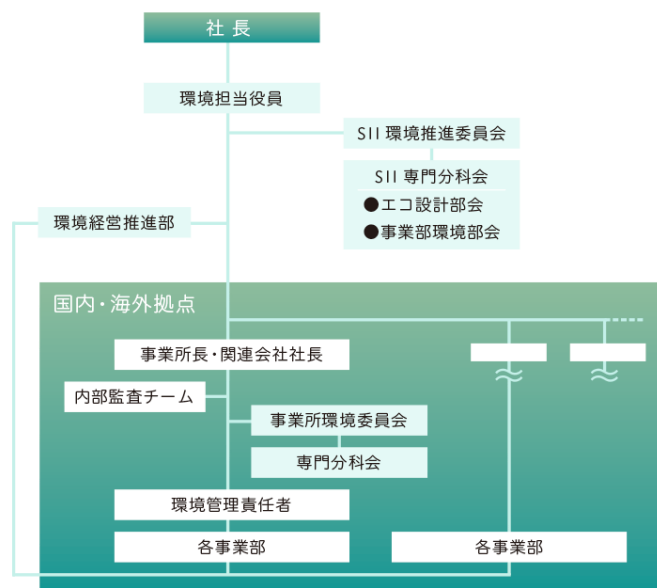 社長
環境担当役員
SII 環境推進委員会
SII 専門分科会
●エコ設計部会
●事業部環境部会
環境経営推進部
国内・海外拠点
事業所長・関連会社社長
内部監査チーム
事業所環境委員会
専門分科会
環境管理責任者
各事業部
各事業部